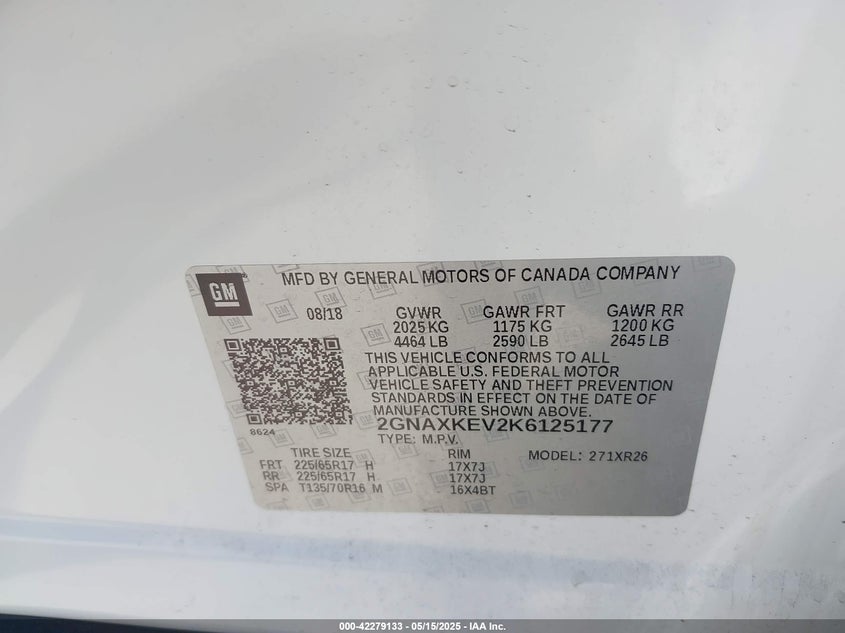 GM
MFD BY GENERAL MOTORS OF CANADA COMPANY
08/18 GVWR GAWR FRT GAWR RR
2025 KG 1175 KG 1200 KG
4464 LB 2590 LB 2645 LB
THIS VEHICLE CONFORMS TO ALL
APPLICABLE U.S. FEDERAL MOTOR
VEHICLE SAFETY AND THEFT PREVENTION
STANDARDS IN EFFECT ON THE DATE OF
MANUFACTURE SHOWN ABOVE.
8624
2GNAXKEV2K6125177
TYPE: M.P.V.
TIRE SIZE RIM MODEL: 271XR26
FRT 225/65R17 H 17X7J
RR 225/65R17 H 17X7J
SPA T135/70R16 M 16X4BT
000-42279133 - 05/15/2025 - IAA Inc.